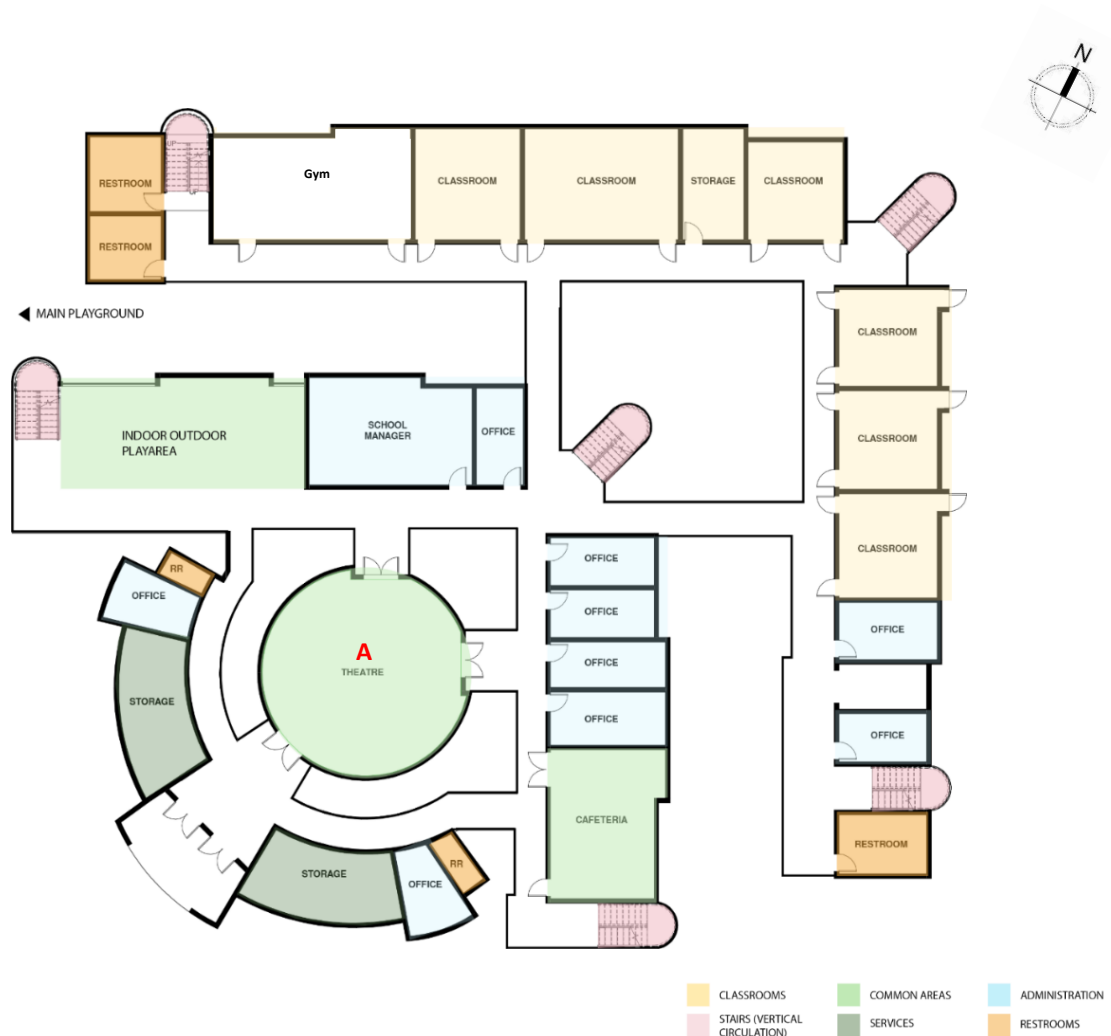 N
UP
RESTROOM
Gym
CLASSROOM
CLASSROOM
STORAGE
CLASSROOM
RESTROOM
MAIN PLAYGROUND
CLASSROOM
INDOOR OUTDOOR
PLAYAREA
SCHOOL
MANAGER
OFFICE
CLASSROOM
CLASSROOM
RR
OFFICE
OFFICE
OFFICE
OFFICE
OFFICE
A
THEATRE
STORAGE
OFFICE
OFFICE
CAFETERIA
RESTROOM
STORAGE
OFFICE
RR
CLASSROOMS
COMMON AREAS
ADMINISTRATION
STAIRS (VERTICAL
CIRCULATION)
SERVICES
RESTROOMS